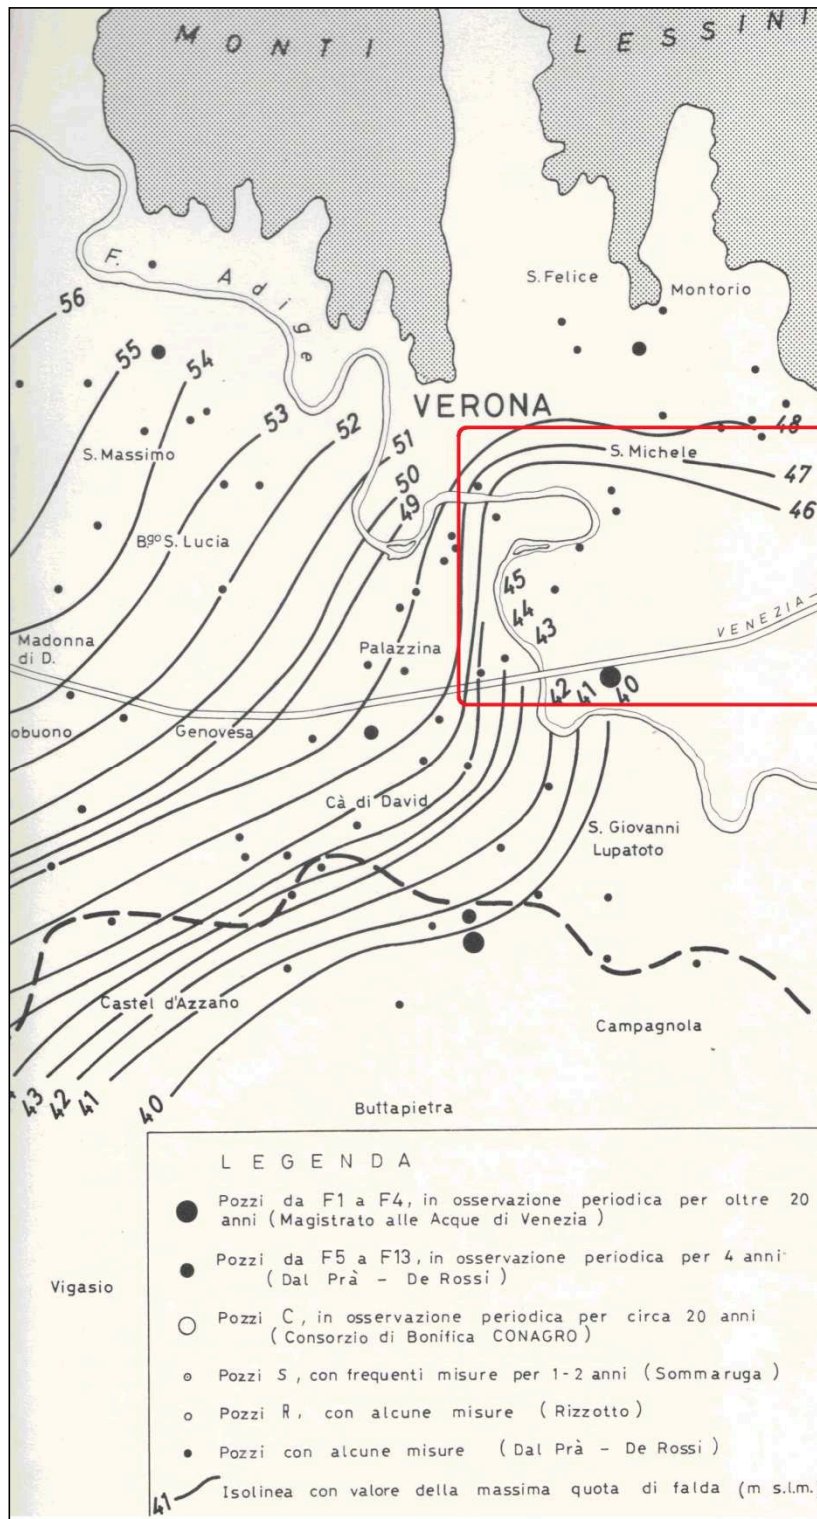 MONTI LESSINI
F. Adige
S. Felice
Montorio
56
55
54
VERONA
53
52
51
48
S. Massimo
S. Michele
50
47
49
46
Bgo S. Lucia
45
44
43
VENEZIA
Madonna
di D.
Palazzina
42
41
40
obuono
Genovesa
Cà di David
S. Giovanni
Lupatoto
Castel d'Azzano
Campagnola
43
42
41
40
Buttapietra
LEGENDA
Pozzi da F1 a F4, in osservazione periodica per oltre 20
anni (Magistrato alle Acque di Venezia)
Pozzi da F5 a F13, in osservazione periodica per 4 anni
(Dal Prà - De Rossi)
Vigasio
Pozzi C, in osservazione periodica per circa 20 anni
(Consorzio di Bonifica CONAGRO)
Pozzi S, con frequenti misure per 1-2 anni (Sommaruga)
Pozzi R, con alcune misure (Rizzotto)
Pozzi con alcune misure (Dal Prà - De Rossi)
41 Isolinea con valore della massima quota di falda (m s.l.m.